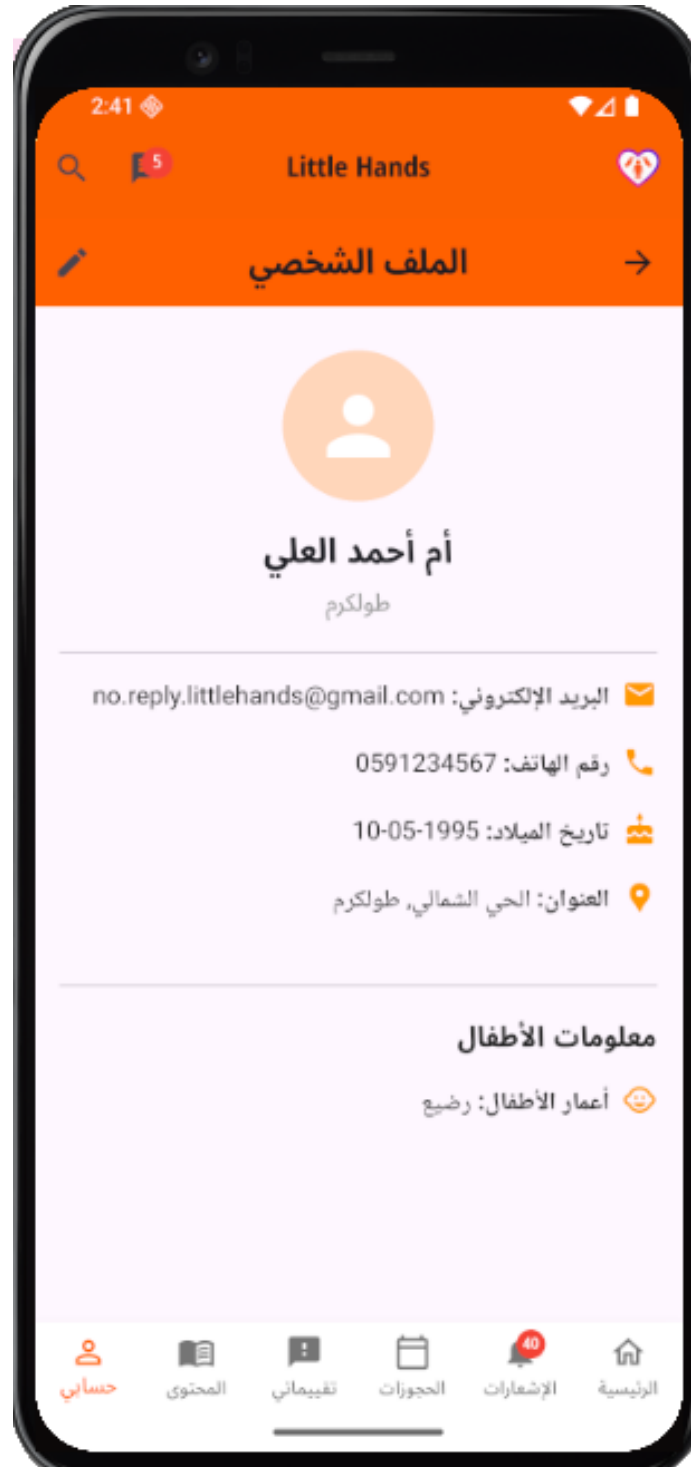 2:41
5
Little Hands
الملف الشخصي
أم أحمد العلي
طولكرم
البريد الإلكتروني: no.reply.littlehands@gmail.com
رقم الهاتف: 0591234567
تاريخ الميلاد: 1995-05-10
العنوان: الحي الشمالي, طولكرم
معلومات الأطفال
أعمار الأطفال: رضيع
40
الرئيسية الإشعارات الحجوزات تقييماتي المحتوى حسابي